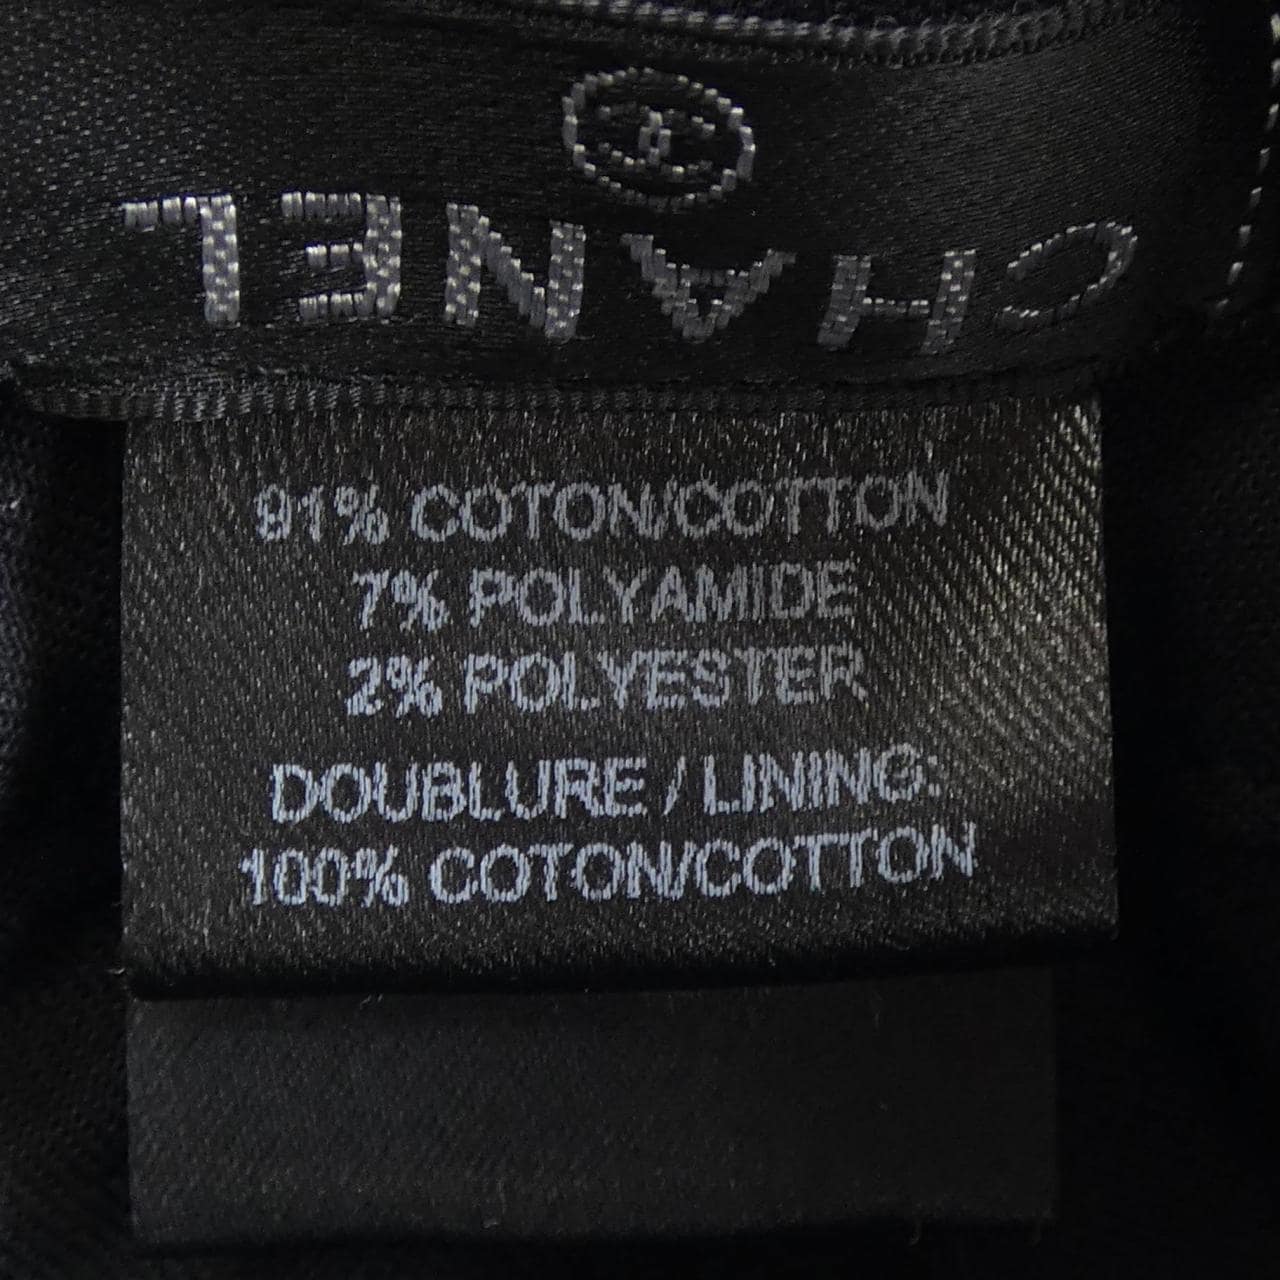 CHANEL
91% COTON/COTTON
7% POLYAMIDE
2% POLYESTER
DOUBLURE / LINING:
100% COTON/COTTON